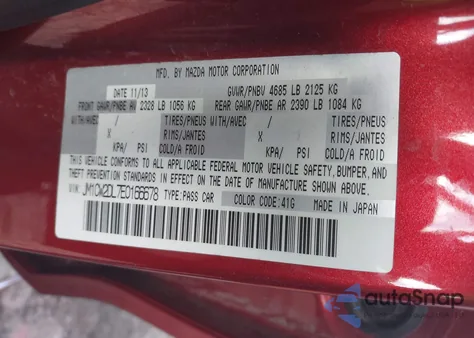 MFD. BY MAZDA MOTOR CORPORATION
DATE 11/13 GVWR/PNBV 4685 LB 2125 KG
FRONT GAWR/PNBE AV 2328 LB 1056 KG REAR GAWR/PNBE AR 2390 LB 1084 KG
WITH/AVEC / TIRES/PNEUS WITH/AVEC / TIRES/PNEUS
X RIMS/JANTES X RIMS/JANTES
KPA/ PSI COLD/A FROID KPA/ PSI COLD/A FROID
THIS VEHICLE CONFORMS TO ALL APPLICABLE FEDERAL MOTOR VEHICLE SAFETY, BUMPER, AND
THEFT PREVENTION STANDARDS IN EFFECT ON THE DATE OF MANUFACTURE SHOWN ABOVE.
VIN: JM1CW2DL7E0166578 TYPE:PASS CAR COLOR CODE:41G MADE IN JAPAN
autoSnap